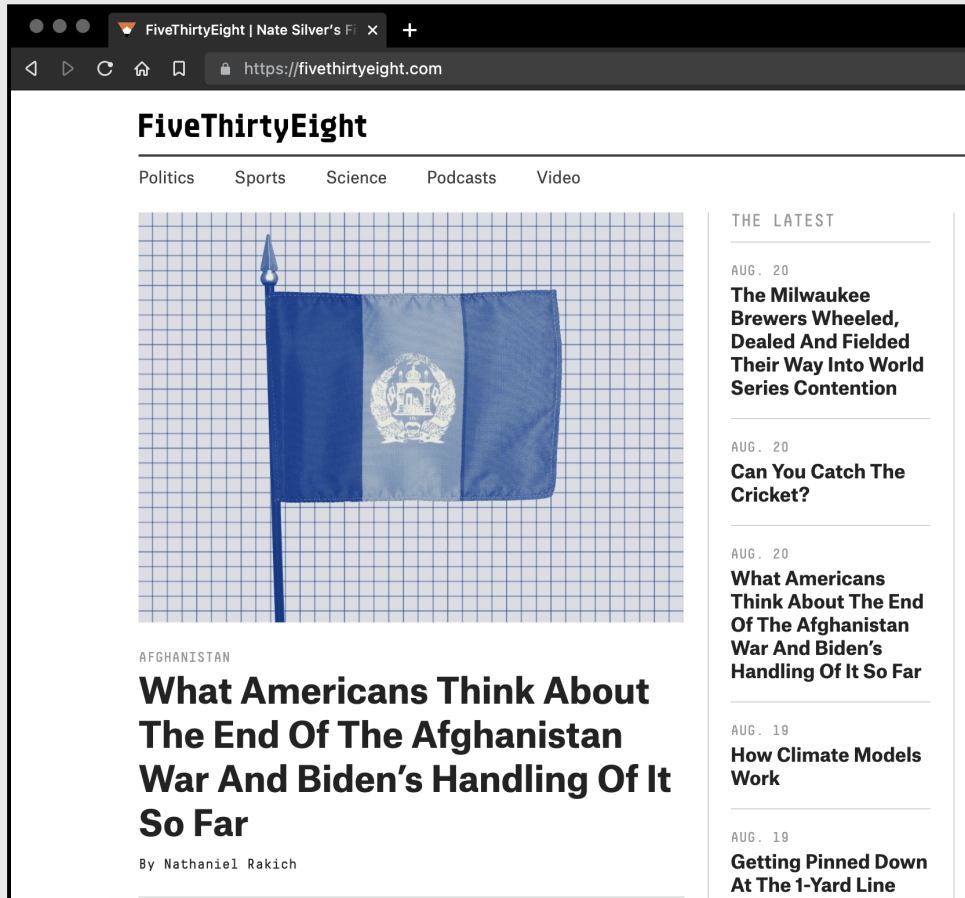 FiveThirtyEight | Nate Silver's Fi
https://fivethirtyeight.com
FiveThirtyEight
Politics Sports Science Podcasts Video
AFGHANISTAN
What Americans Think About
The End Of The Afghanistan
War And Biden's Handling Of It
So Far
By Nathaniel Rakich
THE LATEST
AUG. 20
The Milwaukee
Brewers Wheeled,
Dealed And Fielded
Their Way Into World
Series Contention
AUG. 20
Can You Catch The
Cricket?
AUG. 20
What Americans
Think About The End
Of The Afghanistan
War And Biden's
Handling Of It So Far
AUG. 19
How Climate Models
Work
AUG. 19
Getting Pinned Down
At The 1-Yard Line